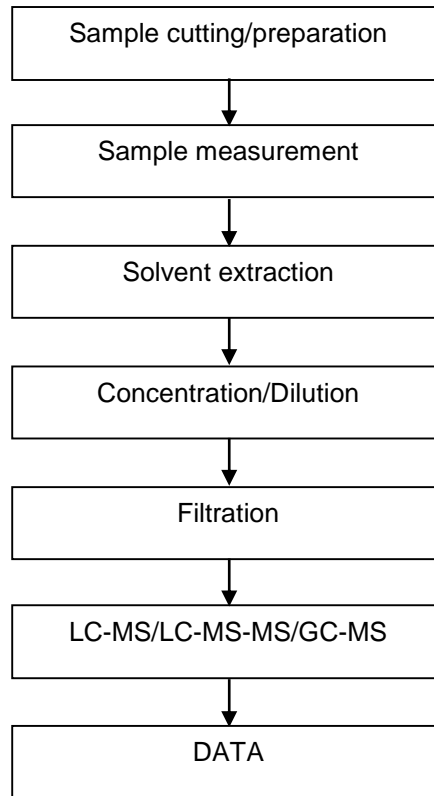 Sample cutting/preparation
Sample measurement
Solvent extraction
Concentration/Dilution
Filtration
LC-MS/LC-MS-MS/GC-MS
DATA